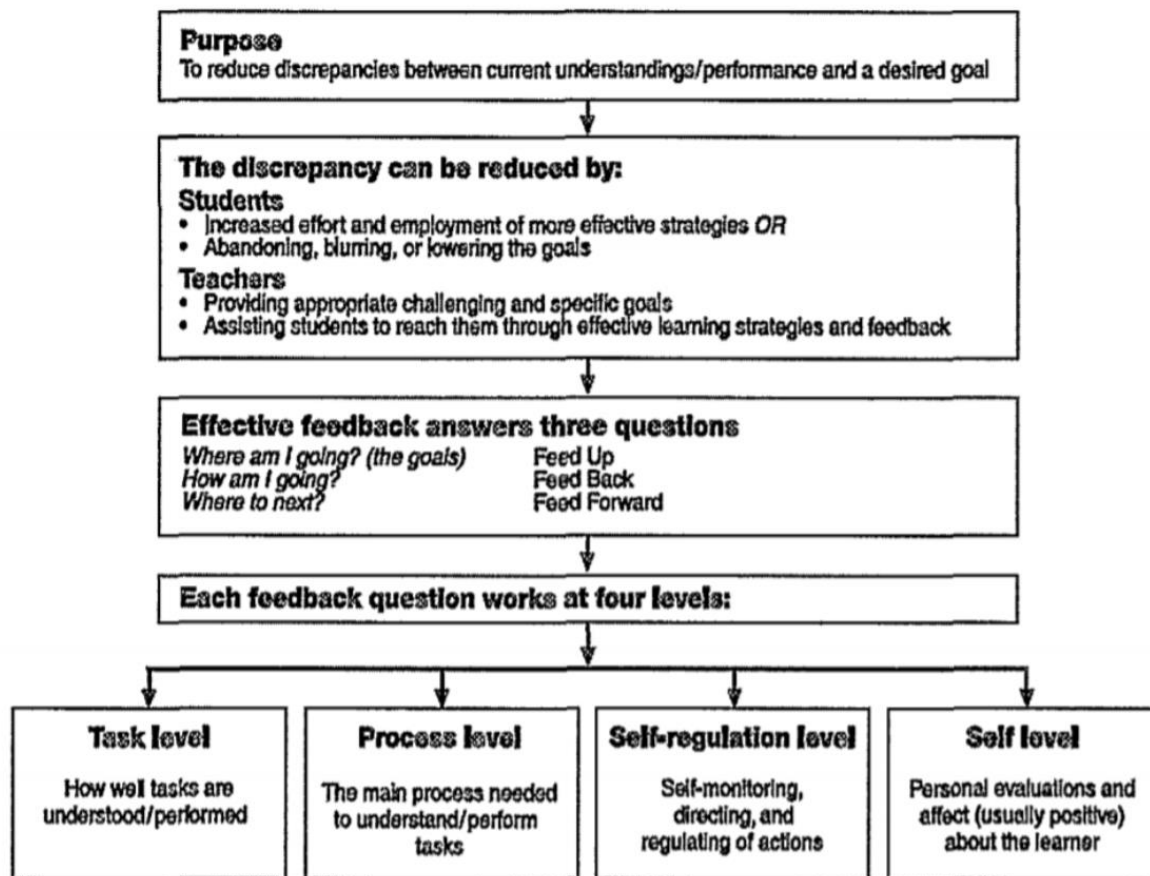 Purpose
To reduce discrepancies between current understandings/performance and a desired goal
The discrepancy can be reduced by:
Students
• Increased effort and employment of more effective strategies OR
• Abandoning, blurring, or lowering the goals
Teachers
• Providing appropriate challenging and specific goals
• Assisting students to reach them through effective learning strategies and feedback
Effective feedback answers three questions
Where am I going? (the goals) Feed Up
How am I going? Feed Back
Where to next? Feed Forward
Each feedback question works at four levels:
Task level
How well tasks are
understood/performed
Process level
The main process needed
to understand/perform
tasks
Self-regulation level
Self-monitoring,
directing, and
regulating of actions
Self level
Personal evaluations and
affect (usually positive)
about the learner